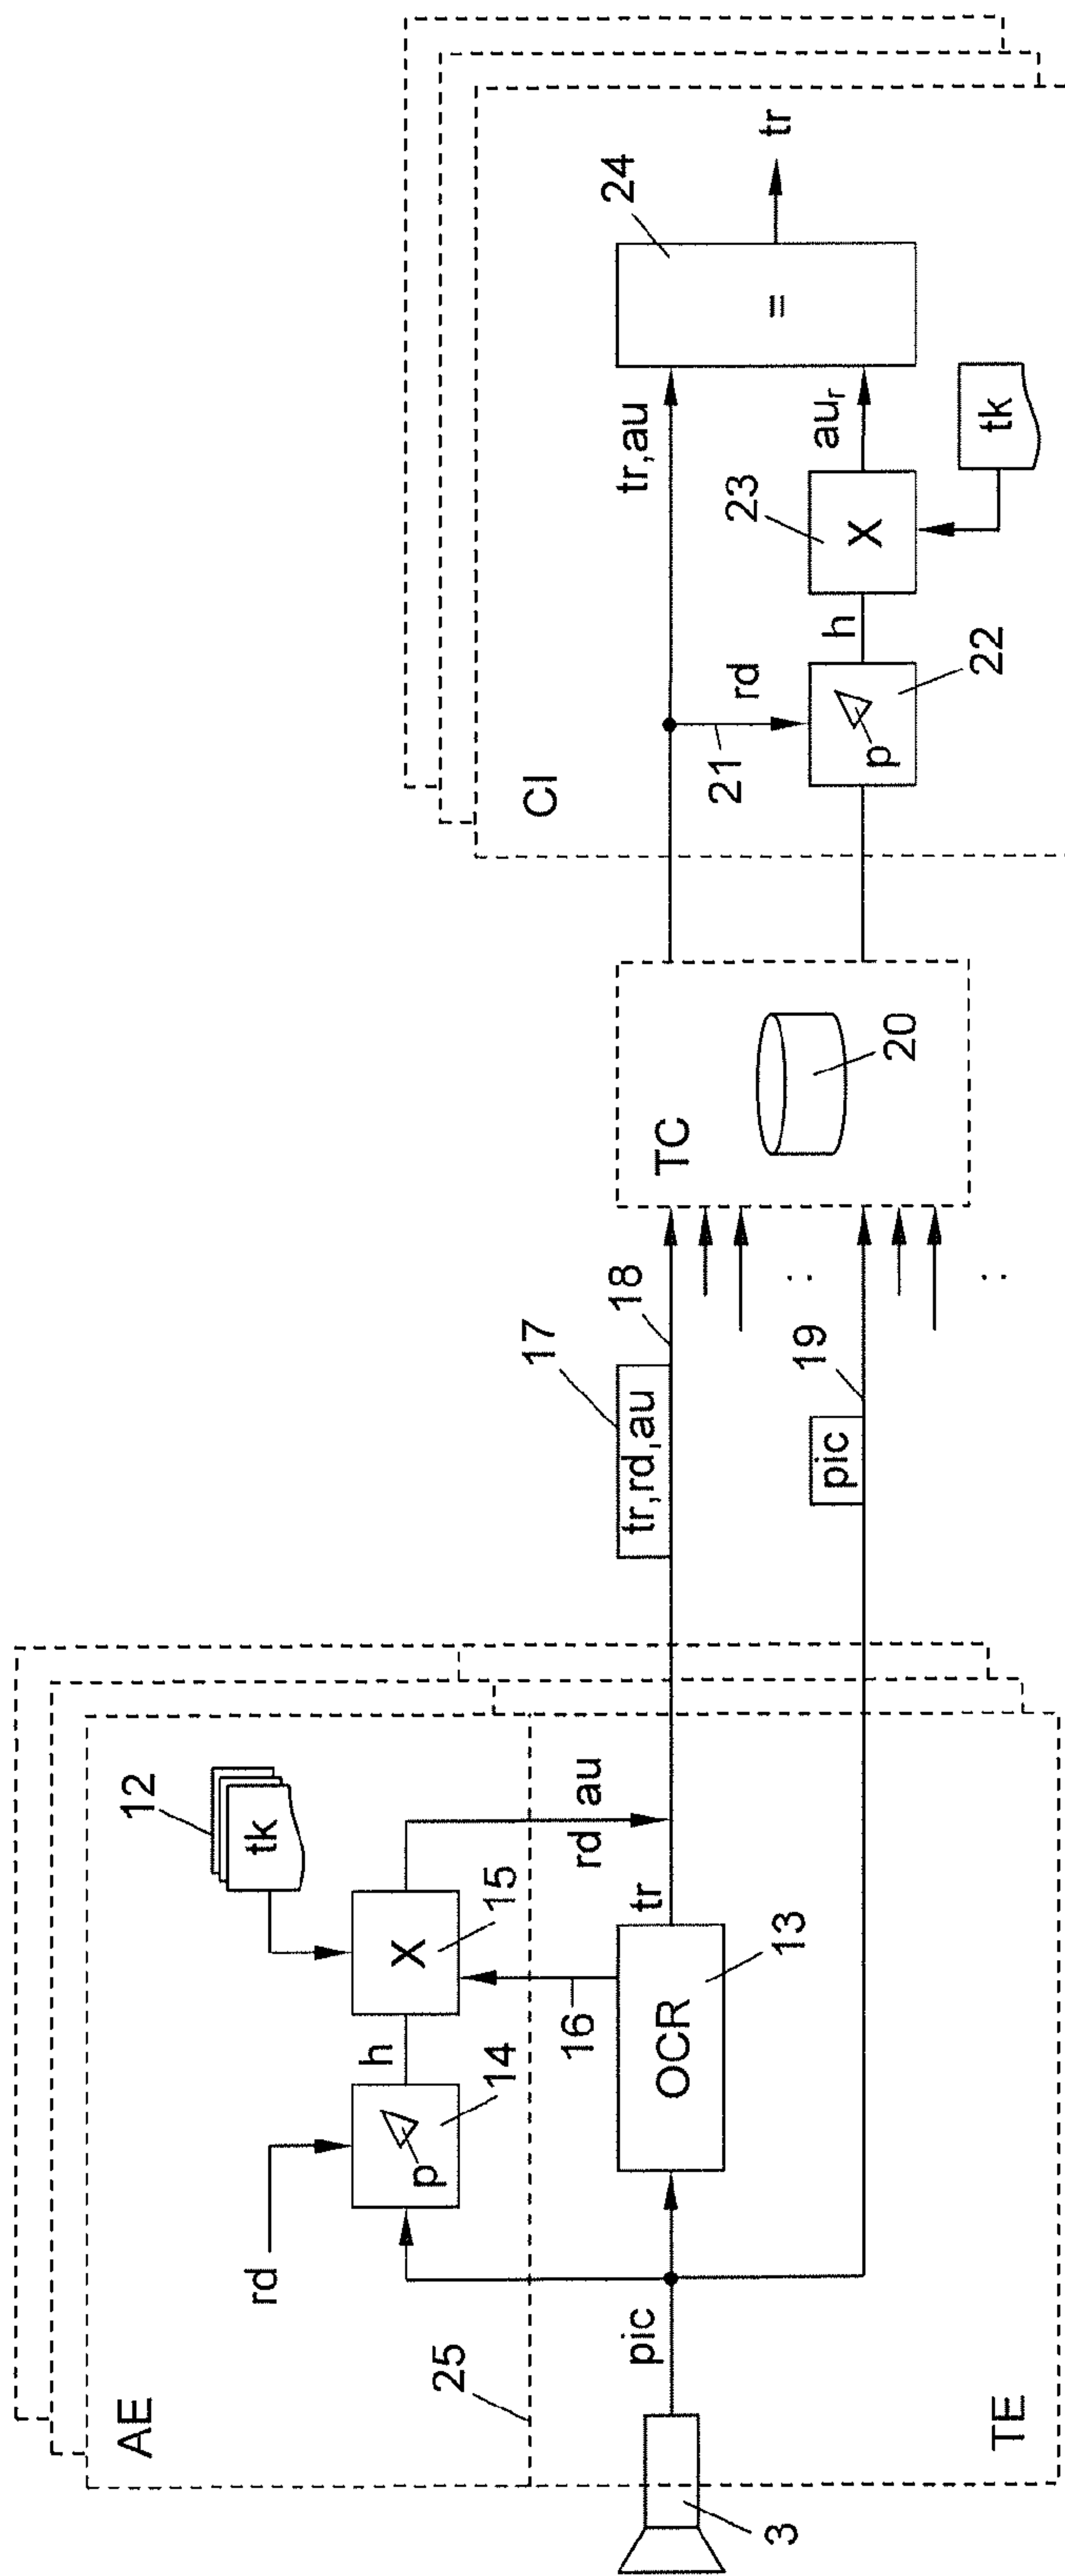 AE
rd
p
14
h
X
15
tk
12
25
rd
au
16
3
pic
OCR
13
tr
TE
tr,rd,au
17
18
pic
19
:
:
TC
20
CI
21
rd
p
22
h
X
23
tk
tr,au
auᵣ
=
24
tr